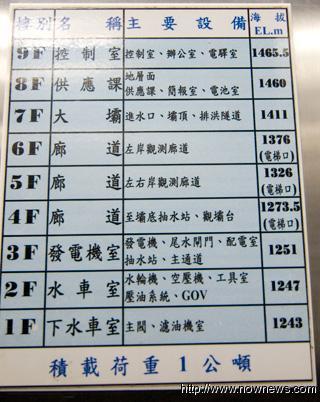 樓別 名稱 主要設備 海拔
EL.m
9F 控制室 控制室、辦公室、電驛室 1465.5
8F 供應課 地層面
供應課、簡報室、電池室 1460
7F 大壩 進水口、壩頂、排洪隧道 1411
6F 廊道 左岸觀測廊道 1376
(電梯口)
5F 廊道 左右岸觀測廊道 1326
(電梯口)
4F 廊道 至壩底抽水站、觀壩台 1273.5
(電梯口)
3F 發電機室 發電機、尾水閘門、配電室
抽水站、主通道 1251
2F 水車室 水輪機、空壓機、工具室
壓油系統、GOV 1247
1F 下水車室 主閥、濾油機室 1243
積載荷重1公噸
http://www.nownews.com